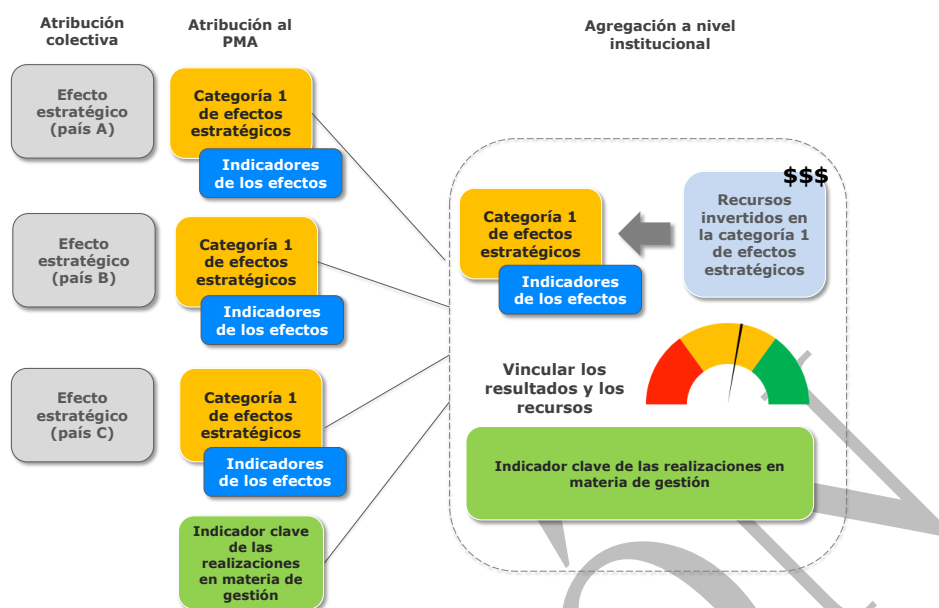 Atribución
colectiva
Atribución al
PMA
Agregación a nivel
institucional
Efecto
estratégico
(país A)
Categoría 1
de efectos
estratégicos
Indicadores
de los efectos
Efecto
estratégico
(país B)
Categoría 1
de efectos
estratégicos
Indicadores
de los efectos
Efecto
estratégico
(país C)
Categoría 1
de efectos
estratégicos
Indicadores
de los efectos
Indicador clave
de las
realizaciones
en materia de
gestión
Categoría 1
de efectos
estratégicos
Indicadores
de los efectos
$$$
Recursos
invertidos en
la categoría 1
de efectos
estratégicos
Vincular los
resultados y los
recursos
Indicador clave de las realizaciones en
materia de gestión